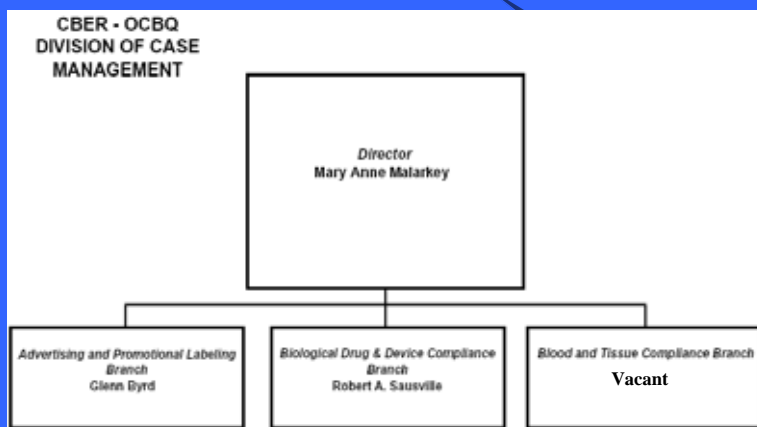 CBER - OCBQ
DIVISION OF CASE
MANAGEMENT
Director
Mary Anne Malarkey
Advertising and Promotional Labeling
Branch
Glenn Byrd
Biological Drug & Device Compliance
Branch
Robert A. Sausville
Blood and Tissue Compliance Branch
Vacant